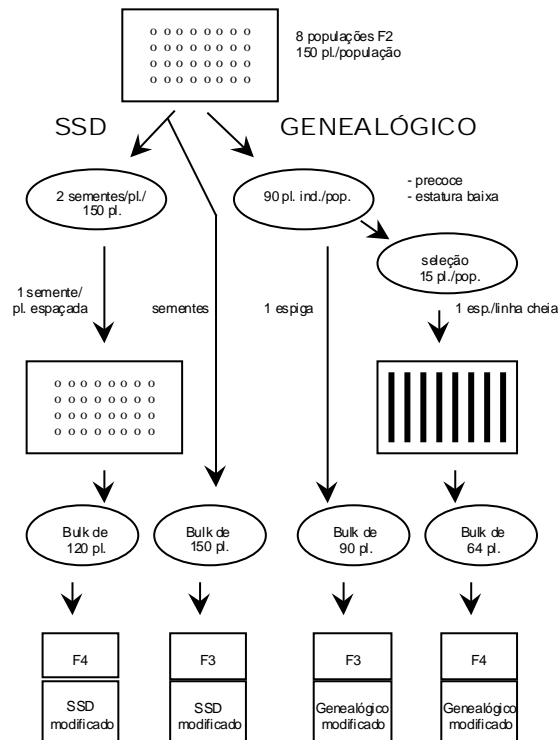 8 populações F2
150 pl./população
SSD
GENEALÓGICO
2 sementes/pl./
150 pl.
90 pl. ind./pop.
- precoce
- estatura baixa
seleção
15 pl./pop.
1 semente/
pl. espaçada
sementes
1 espiga
1 esp./linha cheia
Bulk de
120 pl.
Bulk de
150 pl.
Bulk de
90 pl.
Bulk de
64 pl.
F4
F3
F3
F4
SSD
modificado
SSD
modificado
Genealógico
modificado
Genealógico
modificado